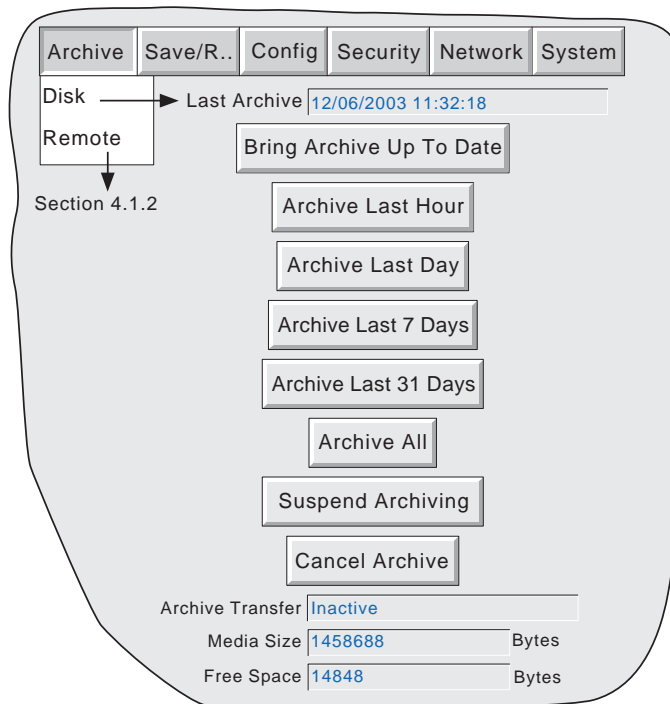 Archive Save/R.. Config Security Network System
Disk
Last Archive 12/06/2003 11:32:18
Remote
Bring Archive Up To Date
Section 4.1.2
Archive Last Hour
Archive Last Day
Archive Last 7 Days
Archive Last 31 Days
Archive All
Suspend Archiving
Cancel Archive
Archive Transfer Inactive
Media Size 1458688 Bytes
Free Space 14848 Bytes